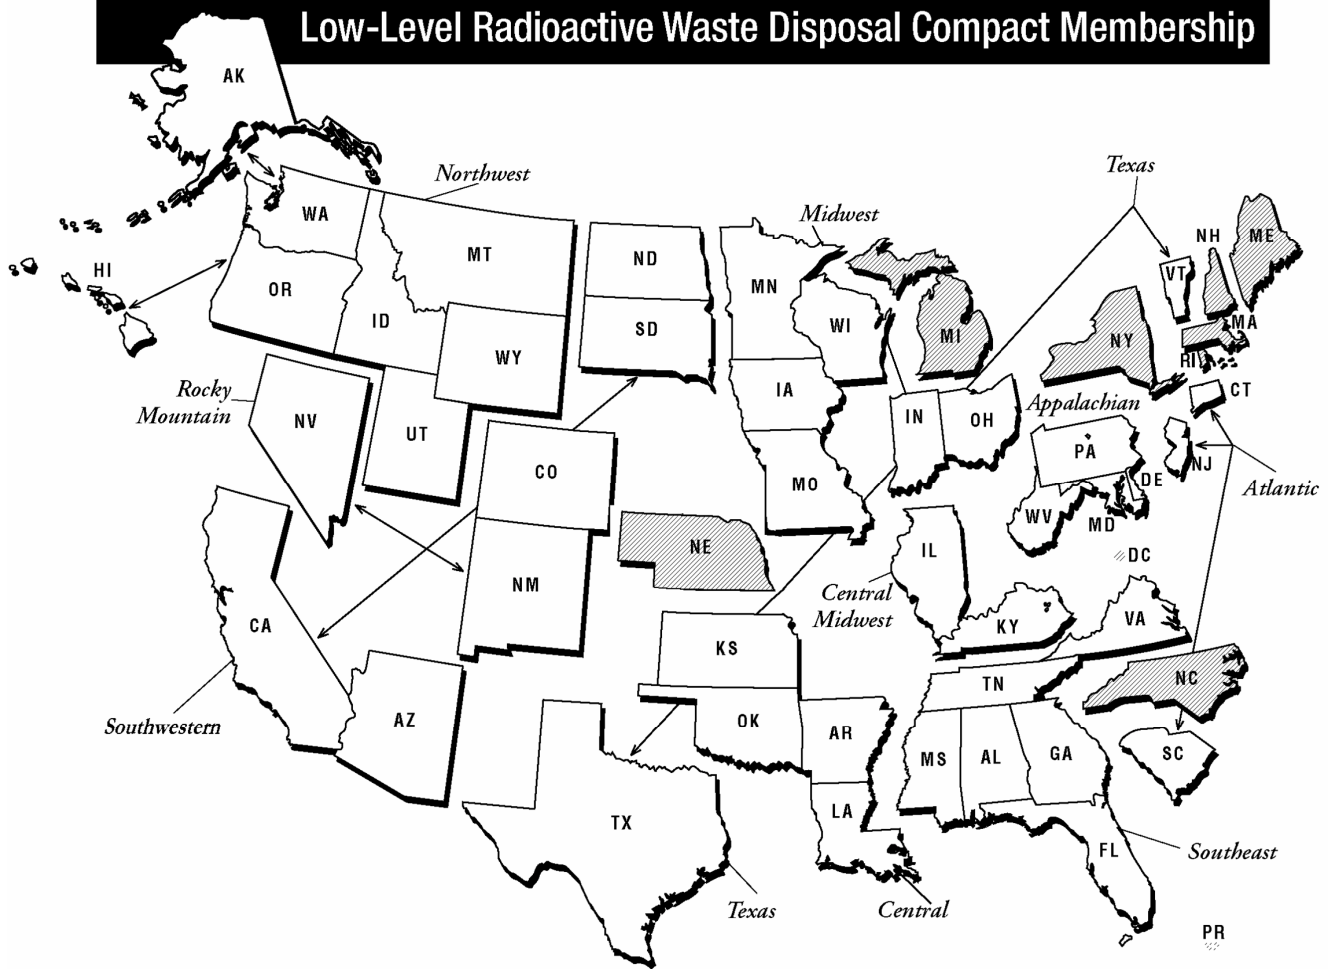 Low-Level Radioactive Waste Disposal Compact Membership
AK
Northwest
Texas
Midwest
WA
MT
ND
MN
NH
ME
VT
HI
OR
ID
SD
WI
MI
NY
MA
WY
RI
IA
CT
Rocky
Mountain
NV
UT
IN
OH
Appalachian
CO
MO
PA
NJ
DE
Atlantic
WV
MD
NE
IL
DC
NM
Central
Midwest
CA
KY
VA
KS
TN
NC
Southwestern
AZ
OK
AR
MS
AL
GA
SC
TX
LA
FL
Southeast
Texas
Central
PR